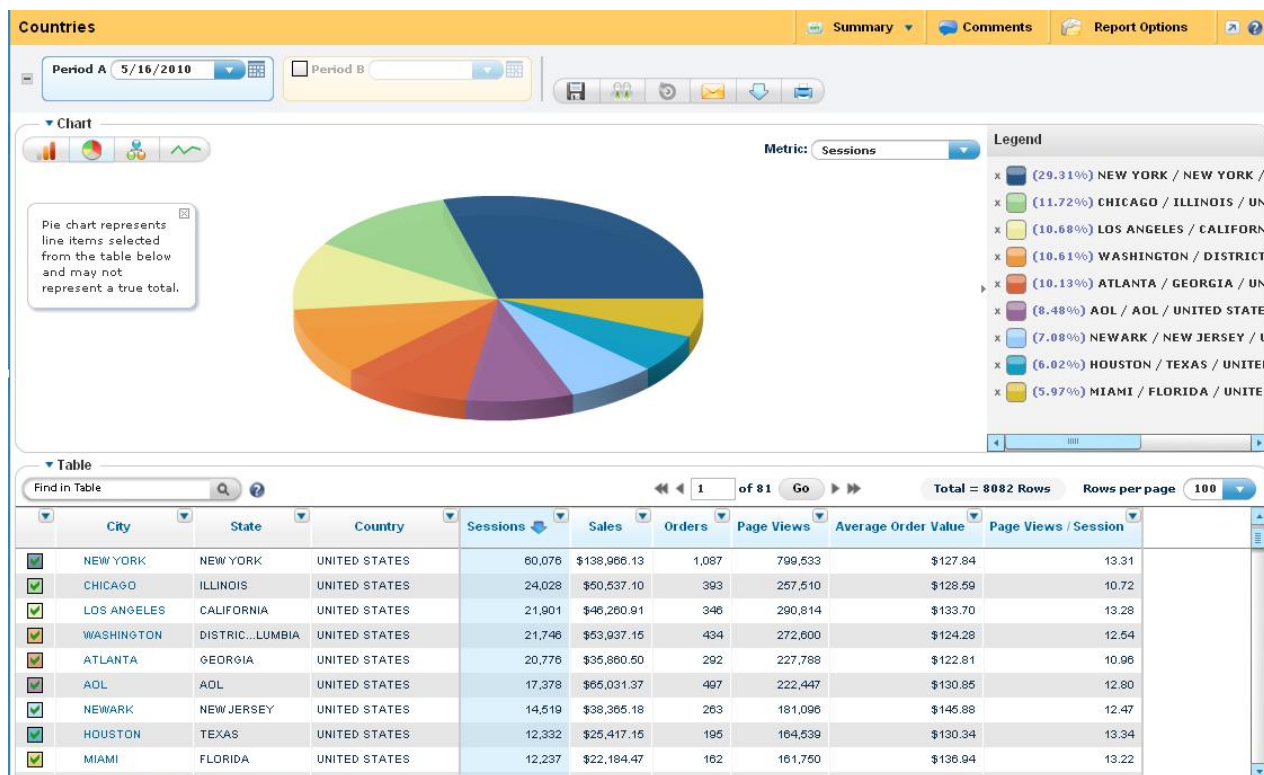 Countries Summary Comments Report Options
Period A 5/16/2010 Period B
Chart
Metric: Sessions
Pie chart represents
line items selected
from the table below
and may not
represent a true total.
Legend
x (29.31%) NEW YORK / NEW YORK /
x (11.72%) CHICAGO / ILLINOIS / UN
x (10.68%) LOS ANGELES / CALIFORN
x (10.61%) WASHINGTON / DISTRICT
x (10.13%) ATLANTA / GEORGIA / UN
x (8.48%) AOL / AOL / UNITED STATE
x (7.08%) NEWARK / NEW JERSEY / U
x (6.02%) HOUSTON / TEXAS / UNITE
x (5.97%) MIAMI / FLORIDA / UNITE
Table
Find in Table 1 of 81 Go Total = 8082 Rows Rows per page 100
City State Country Sessions Sales Orders Page Views Average Order Value Page Views / Session
NEW YORK NEW YORK UNITED STATES 60,076 $138,966.13 1,087 799,533 $127.84 13.31
CHICAGO ILLINOIS UNITED STATES 24,028 $50,537.10 393 257,510 $128.59 10.72
LOS ANGELES CALIFORNIA UNITED STATES 21,901 $46,260.91 346 290,814 $133.70 13.28
WASHINGTON DISTRIC...LUMBIA UNITED STATES 21,746 $53,937.15 434 272,600 $124.28 12.54
ATLANTA GEORGIA UNITED STATES 20,776 $35,860.50 292 227,788 $122.81 10.96
AOL AOL UNITED STATES 17,378 $65,031.37 497 222,447 $130.85 12.80
NEWARK NEW JERSEY UNITED STATES 14,519 $38,365.18 263 181,096 $145.88 12.47
HOUSTON TEXAS UNITED STATES 12,332 $25,417.15 195 164,539 $130.34 13.34
MIAMI FLORIDA UNITED STATES 12,237 $22,184.47 162 161,750 $136.94 13.22